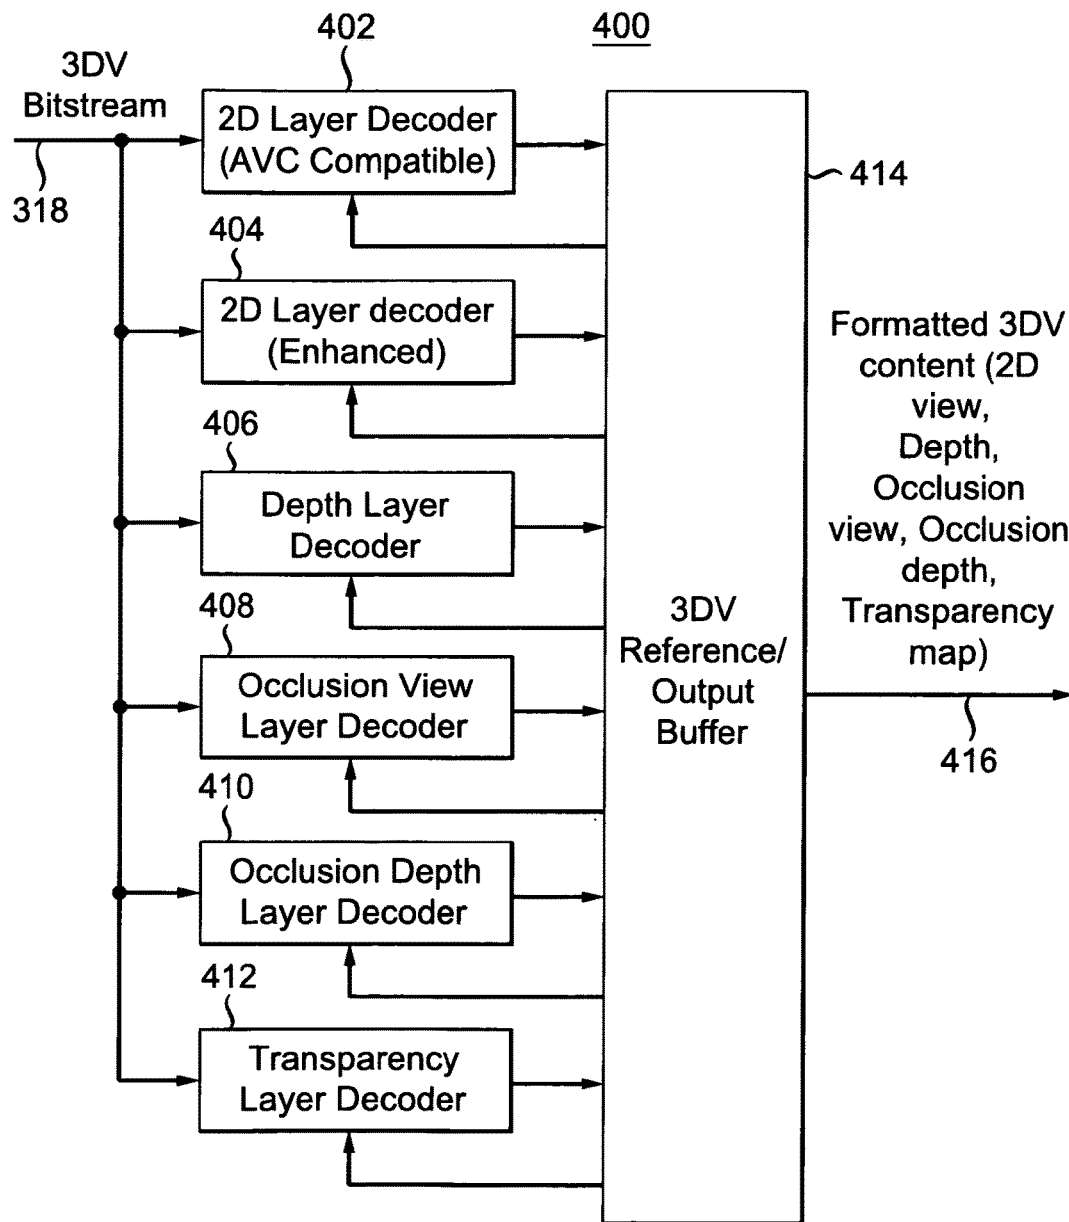 400
402
3DV
Bitstream
318
2D Layer Decoder
(AVC Compatible)
414
404
2D Layer decoder
(Enhanced)
406
Depth Layer
Decoder
408
Occlusion View
Layer Decoder
410
Occlusion Depth
Layer Decoder
412
Transparency
Layer Decoder
3DV
Reference/
Output
Buffer
Formatted 3DV
content (2D
view,
Depth,
Occlusion
view, Occlusion
depth,
Transparency
map)
416